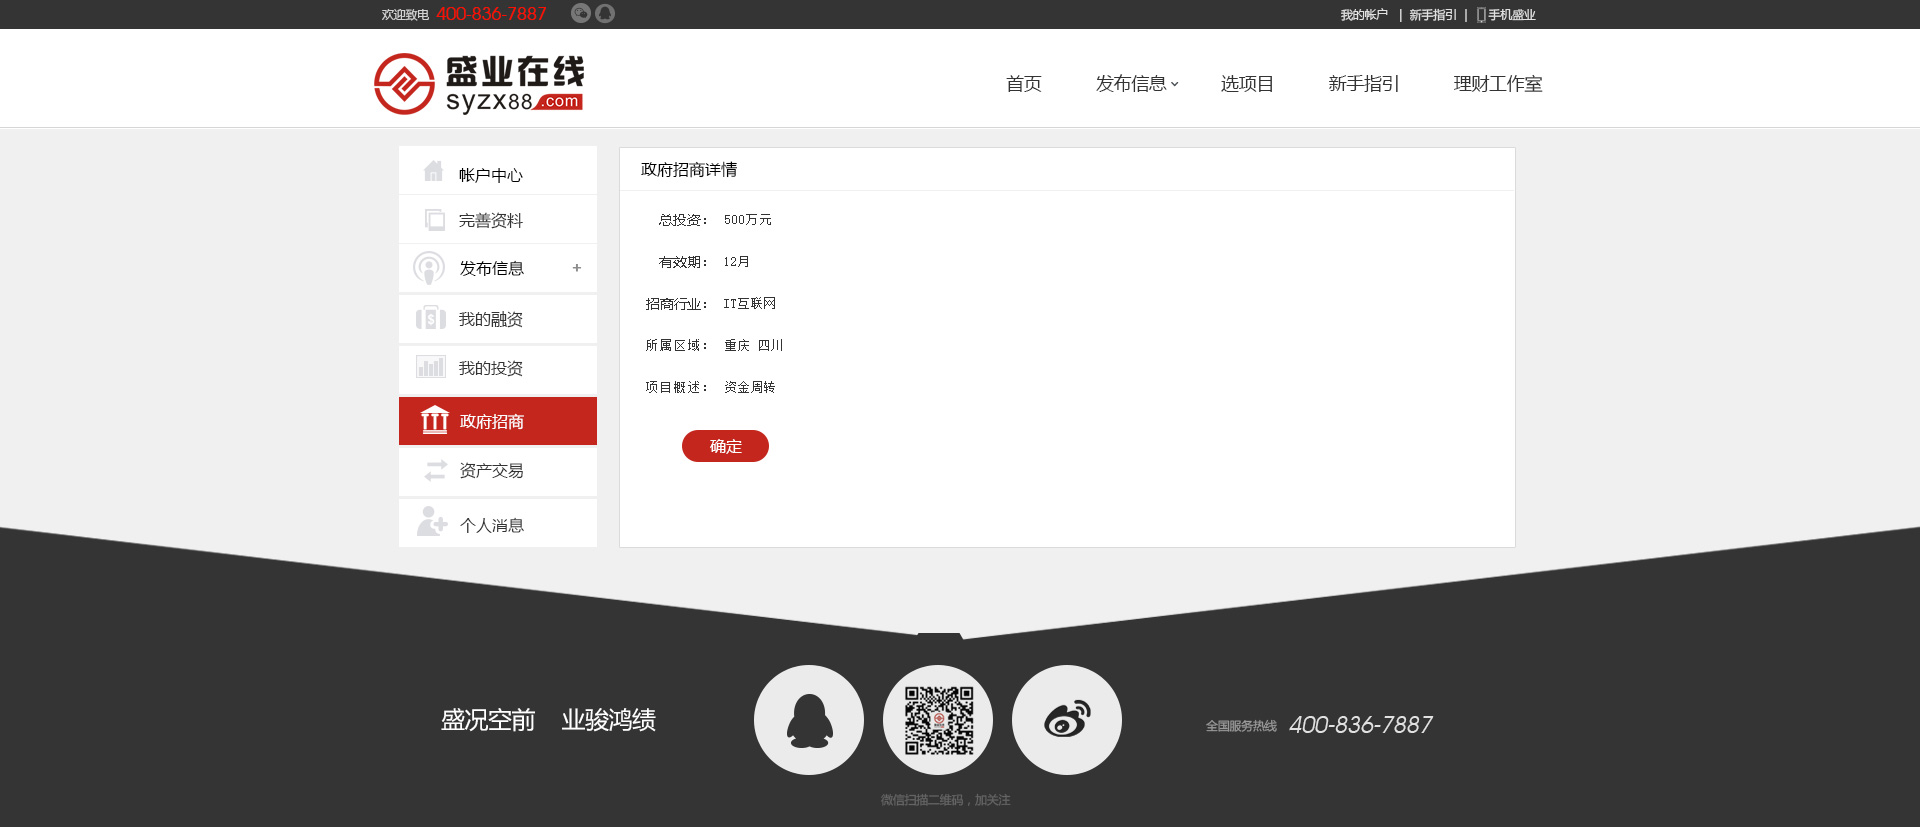 欢迎致电 400-836-7887
我的帐户 | 新手指引 | 手机盛业
盛业在线
syzx88.com
首页 发布信息 选项目 新手指引 理财工作室
帐户中心
完善资料
发布信息 +
我的融资
我的投资
政府招商
资产交易
个人消息
政府招商详情
总投资： 500万元
有效期： 12月
招商行业： IT互联网
所属区域： 重庆 四川
项目概述： 资金周转
确定
盛况空前 业骏鸿绩
全国服务热线 400-836-7887
微信扫描二维码，加关注